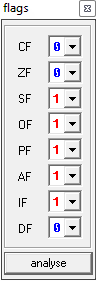 flags
CF 0
ZF 0
SF 1
OF 1
PF 1
AF 1
IF 1
DF 0
analyse